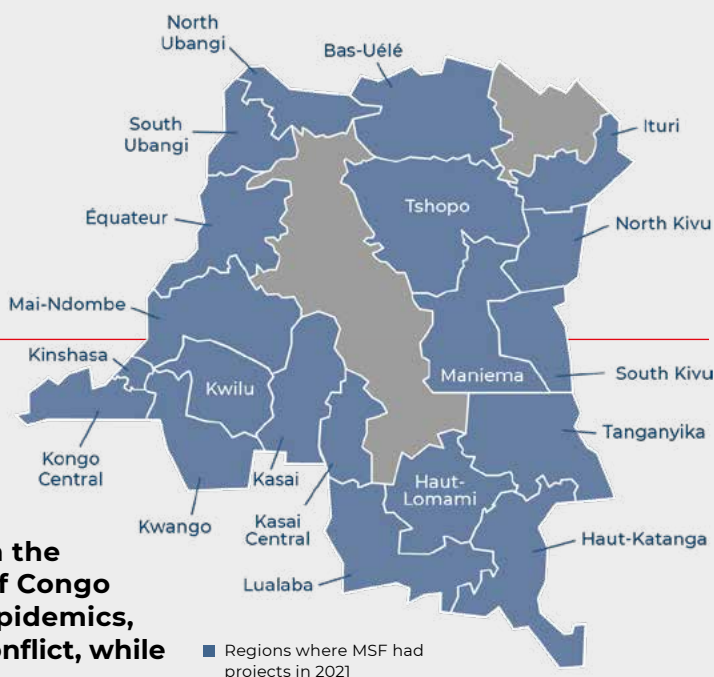 North
Ubangi
Bas-Uélé
South
Ubangi
Ituri
Équateur
Tshopo
North Kivu
Mai-Ndombe
Kinshasa
Kwilu
Maniema
South Kivu
Kongo
Central
Kasai
Tanganyika
Kwango
Kasai
Central
Haut-
Lomami
Haut-Katanga
Lualaba
of Congo
pidemics,
onflict, while
Regions where MSF had
projects in 2021